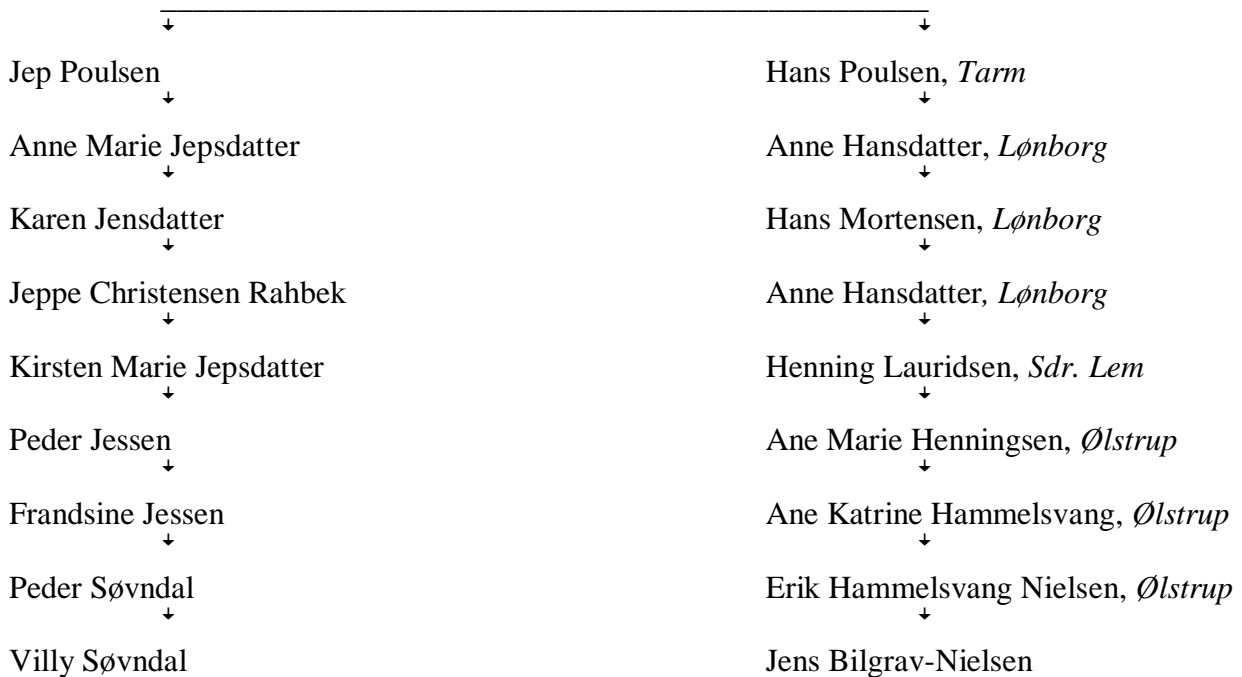 Jep Poulsen Hans Poulsen, Tarm
Anne Marie Jepsdatter Anne Hansdatter, Lønborg
Karen Jensdatter Hans Mortensen, Lønborg
Jeppe Christensen Rahbek Anne Hansdatter, Lønborg
Kirsten Marie Jepsdatter Henning Lauridsen, Sdr. Lem
Peder Jessen Ane Marie Henningsen, Ølstrup
Frandsine Jessen Ane Katrine Hammelsvang, Ølstrup
Peder Søvndal Erik Hammelsvang Nielsen, Ølstrup
Villy Søvndal Jens Bilgrav-Nielsen